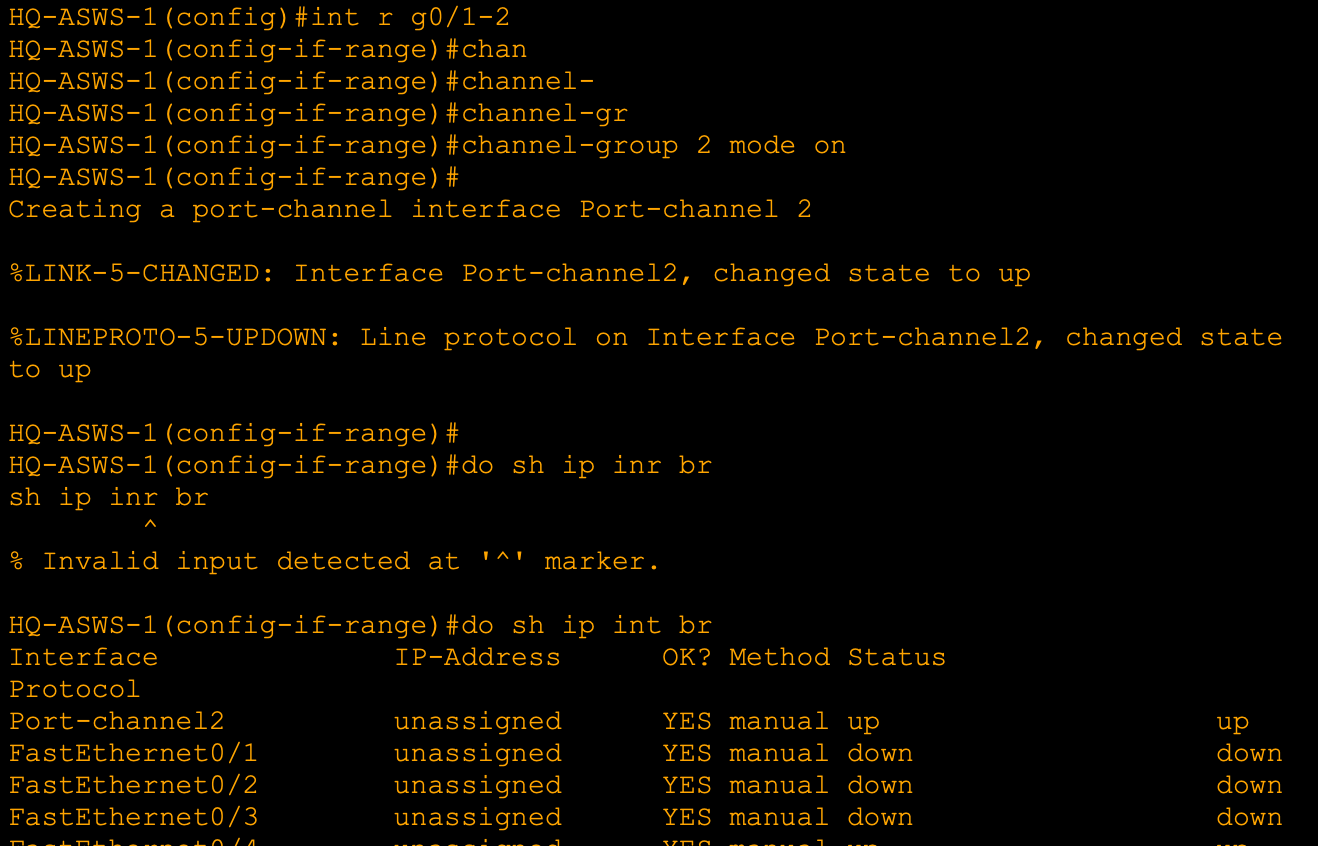 HQ-ASWS-1(config)#int r g0/1-2
HQ-ASWS-1(config-if-range)#chan
HQ-ASWS-1(config-if-range)#channel-
HQ-ASWS-1(config-if-range)#channel-gr
HQ-ASWS-1(config-if-range)#channel-group 2 mode on
HQ-ASWS-1(config-if-range)#
Creating a port-channel interface Port-channel 2
%LINK-5-CHANGED: Interface Port-channel2, changed state to up
%LINEPROTO-5-UPDOWN: Line protocol on Interface Port-channel2, changed state
to up
HQ-ASWS-1(config-if-range)#
HQ-ASWS-1(config-if-range)#do sh ip inr br
sh ip inr br
^
% Invalid input detected at '^' marker.
HQ-ASWS-1(config-if-range)#do sh ip int br
Interface IP-Address OK? Method Status
Protocol
Port-channel2 unassigned YES manual up up
FastEthernet0/1 unassigned YES manual down down
FastEthernet0/2 unassigned YES manual down down
FastEthernet0/3 unassigned YES manual down down
FastEthernet0/4 unassigned YES manual up up